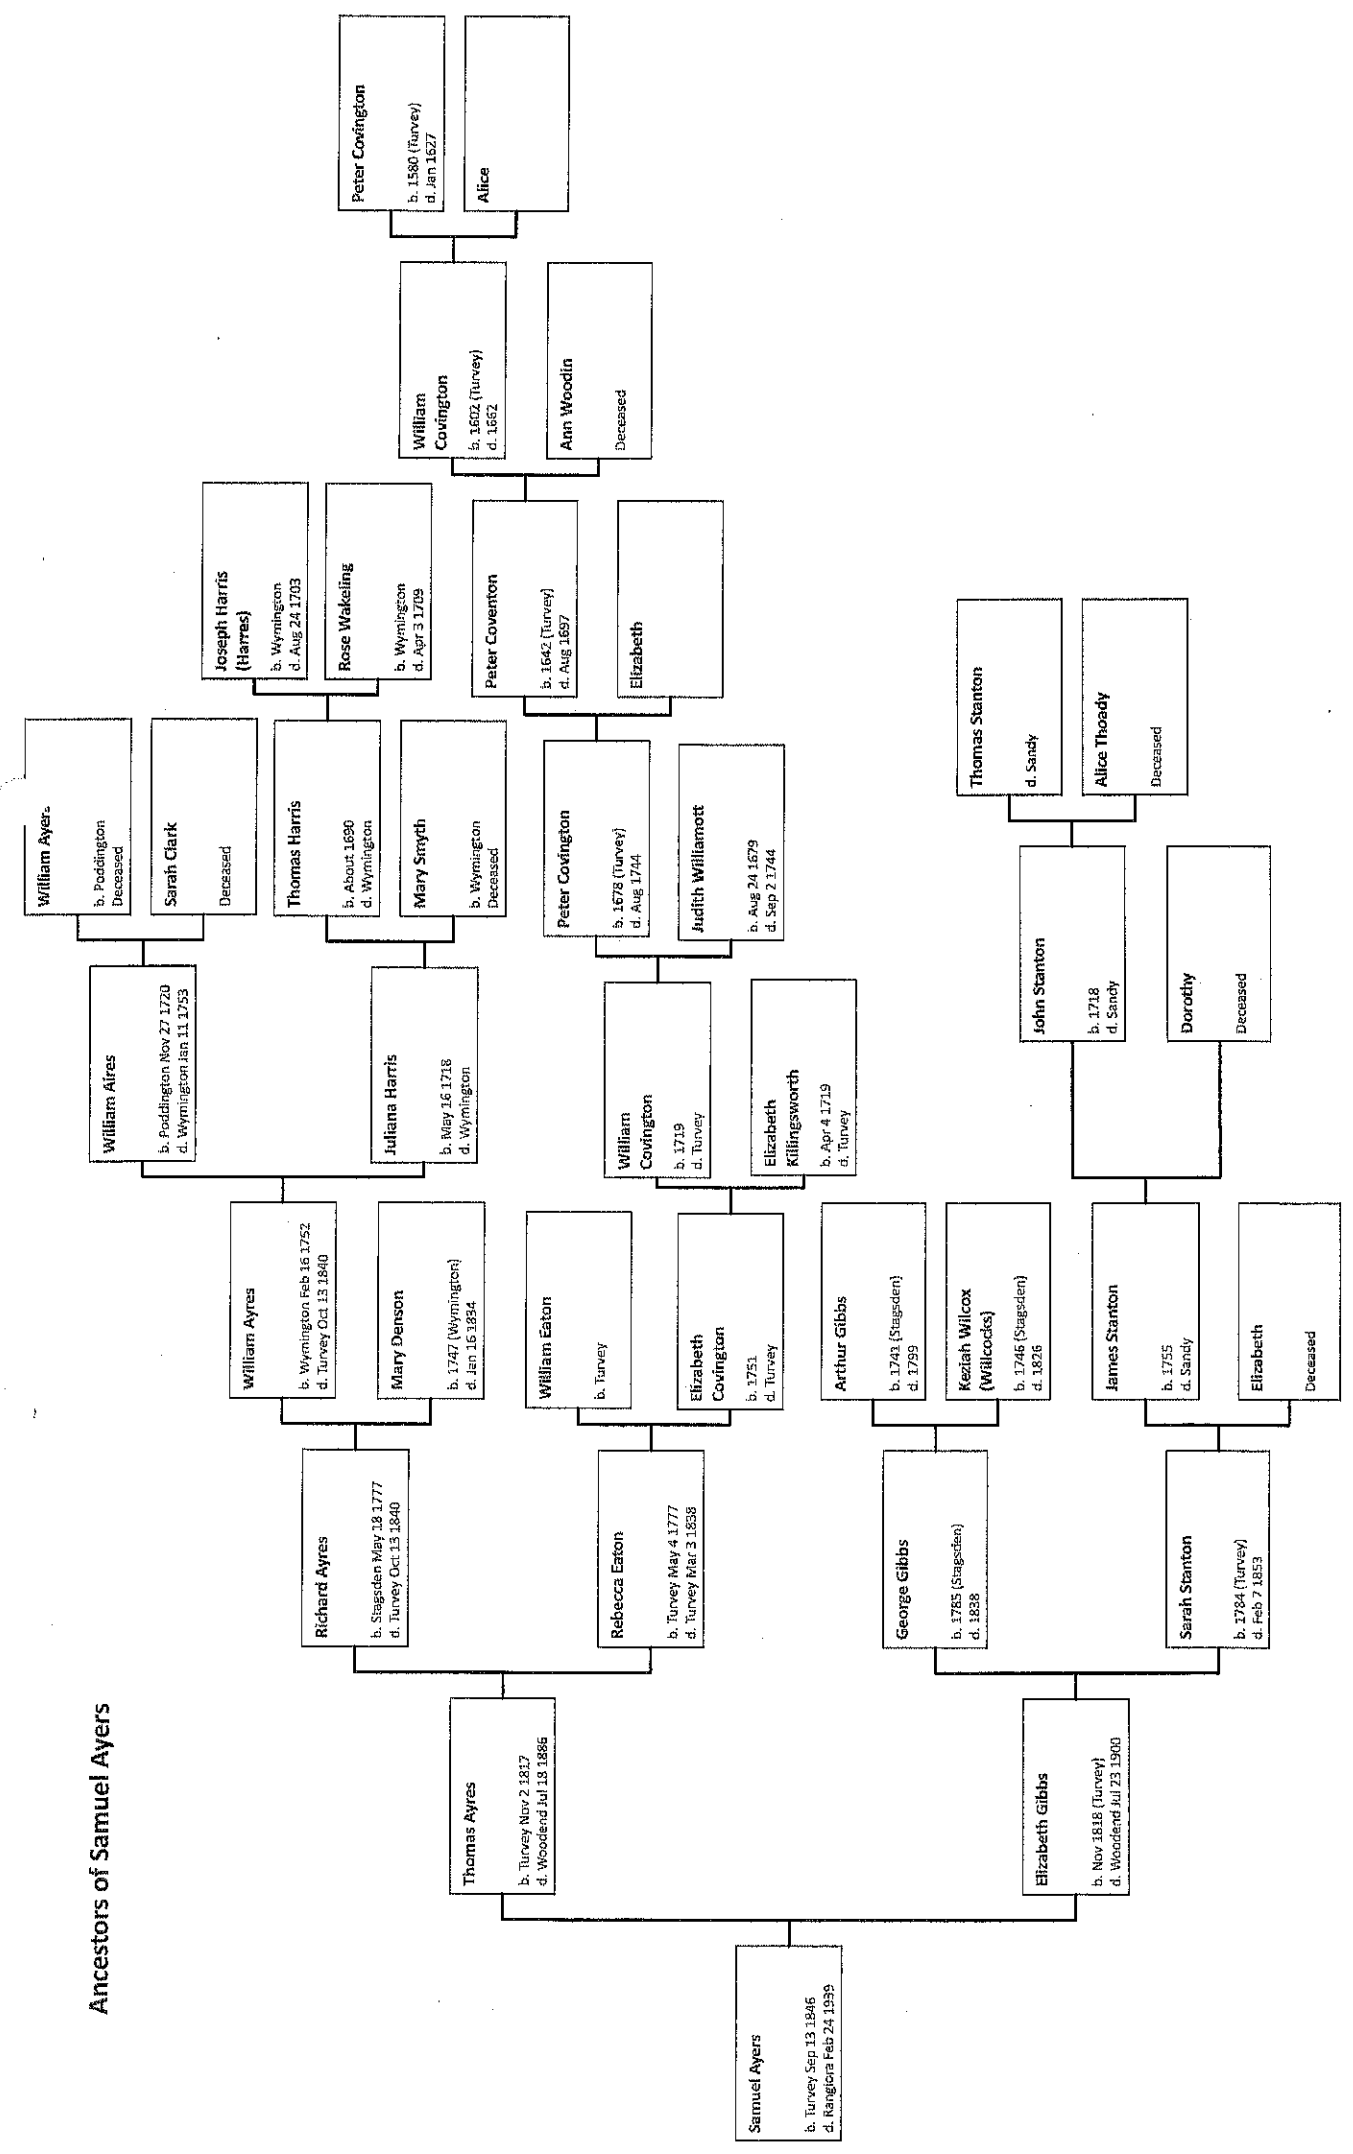 Ancestors of Samuel Ayers
Samuel Ayers
b. Turvey Sep 13 1846
d. Rangiora Feb 24 1939
Thomas Ayres
b. Turvey Nov 2 1817
d. Woodend Jul 18 1886
Elizabeth Gibbs
b. Nov 1818 (Turvey)
d. Woodend Jul 23 1900
Richard Ayres
b. Stagsden May 18 1777
d. Turvey Oct 13 1840
Rebecca Eaton
b. Turvey May 4 1777
d. Turvey Mar 3 1838
George Gibbs
b. 1785 (Stagsden)
d. 1838
Sarah Stanton
b. 1784 (Turvey)
d. Feb 7 1853
William Ayres
b. Wymington Feb 16 1752
d. Turvey Oct 13 1840
Mary Denson
b. 1747 (Wymington)
d. Jan 16 1834
William Eaton
b. Turvey
Elizabeth
Covington
b. 1751
d. Turvey
Arthur Gibbs
b. 1741 (Stagsden)
d. 1799
Keziah Wilcox
(Willcocks)
b. 1746 (Stagsden)
d. 1826
James Stanton
b. 1755
d. Sandy
Elizabeth
Deceased
William Aires
b. Poddington Nov 27 1720
d. Wymington Jan 11 1753
Juliana Harris
b. May 16 1718
d. Wymington
William
Covington
b. 1719
d. Turvey
Elizabeth
Killingsworth
b. Apr 4 1719
d. Turvey
John Stanton
b. 1718
d. Sandy
Dorothy
Deceased
William Ayers
b. Poddington
Deceased
Sarah Clark
Deceased
Thomas Harris
b. About 1690
d. Wymington
Mary Smyth
b. Wymington
Deceased
Peter Covington
b. 1678 (Turvey)
d. Aug 1744
Judith Williamott
b. Aug 24 1679
d. Sep 2 1744
Thomas Stanton
d. Sandy
Alice Thoady
Deceased
Joseph Harris
(Harres)
b. Wymington
d. Aug 24 1703
Rose Wakeling
b. Wymington
d. Apr 3 1709
Peter Coventon
b. 1642 (Turvey)
d. Aug 1697
Elizabeth
William
Covington
b. 1602 (Turvey)
d. 1662
Ann Woodin
Deceased
Peter Covington
b. 1580 (Turvey)
d. Jan 1627
Alice